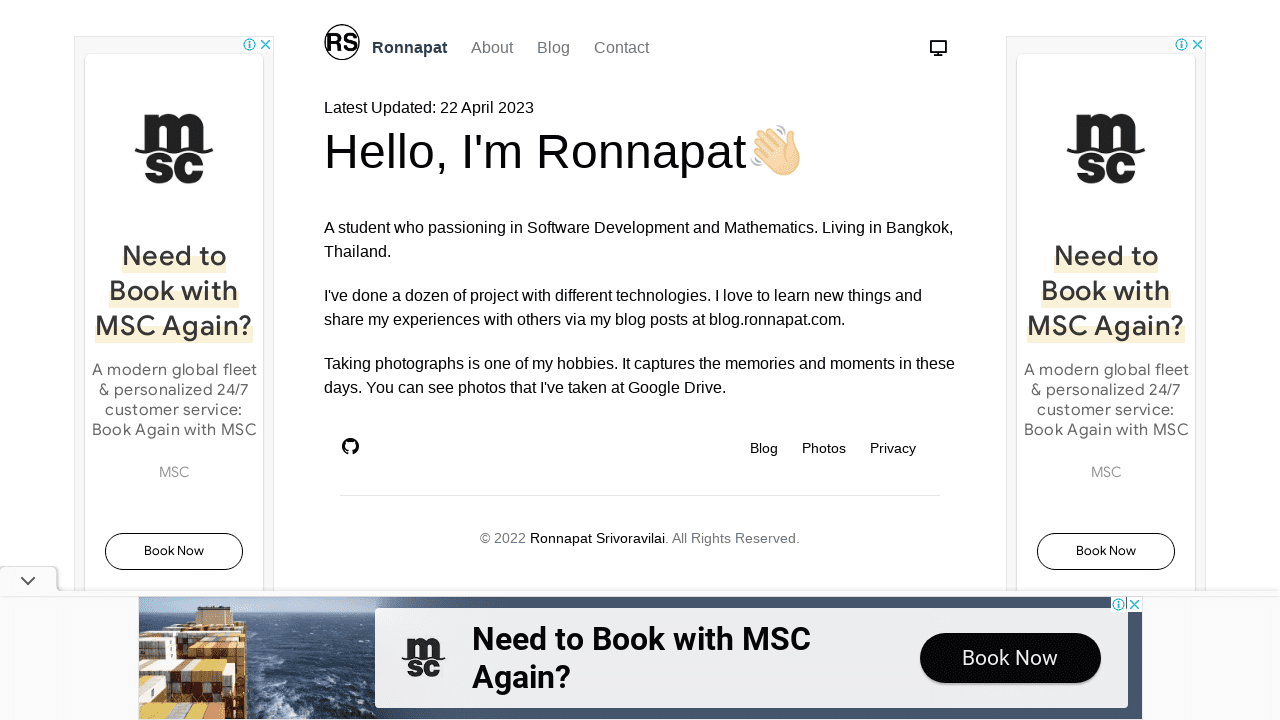 RS
Ronnapat
About
Blog
Contact
Latest Updated: 22 April 2023
Hello, I'm Ronnapat👋🏻
A student who passioning in Software Development and Mathematics. Living in Bangkok,
Thailand.
I've done a dozen of project with different technologies. I love to learn new things and
share my experiences with others via my blog posts at blog.ronnapat.com.
Taking photographs is one of my hobbies. It captures the memories and moments in these
days. You can see photos that I've taken at Google Drive.
Blog
Photos
Privacy
© 2022 Ronnapat Srivoravilai. All Rights Reserved.
msc
Need to
Book with
MSC Again?
A modern global fleet
& personalized 24/7
customer service:
Book Again with MSC
MSC
Book Now
msc
Need to
Book with
MSC Again?
A modern global fleet
& personalized 24/7
customer service:
Book Again with MSC
MSC
Book Now
msc
Need to Book with MSC
Again?
Book Now